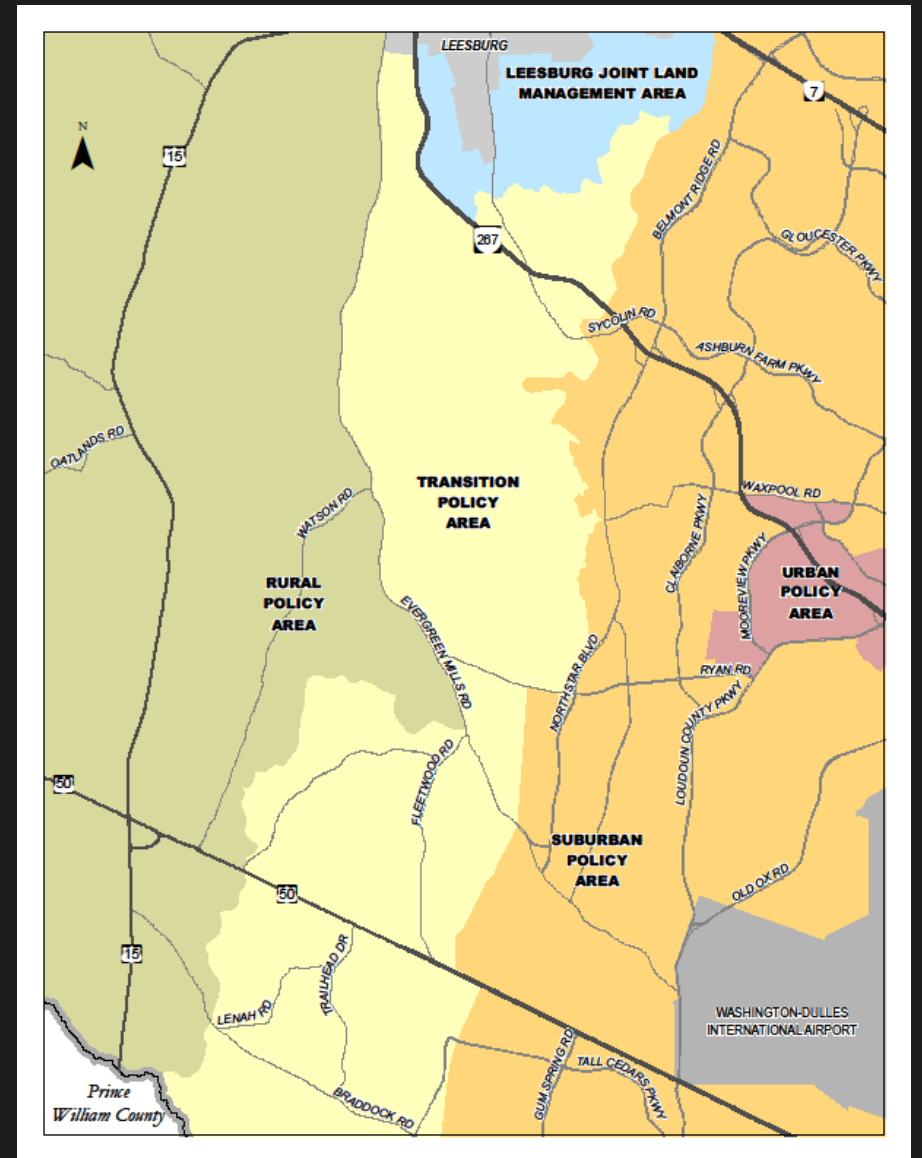 LEESBURG
LEESBURG JOINT LAND
MANAGEMENT AREA
7
N
15
BELMONT RIDGE RD
267
GLOUCESTER PKWY
SYCOLIN RD
ASHBURN FARM PKWY
OATLANDS RD
TRANSITION
POLICY
AREA
WATSON RD
WAXPOOL RD
CLAIBORNE PKWY
MOOREVIEW PKWY
URBAN
POLICY
AREA
RURAL
POLICY
AREA
EVERGREEN MILLS RD
NORTHSTAR BLVD
RYAN RD
LOUDOUN COUNTY PKWY
FLEETWOOD RD
50
SUBURBAN
POLICY
AREA
OLD OX RD
50
15
TRAILHEAD DR
LENAH RD
WASHINGTON-DULLES
INTERNATIONAL AIRPORT
GUM SPRING RD
TALL CEDARS PKWY
BRADDOCK RD
Prince
William County